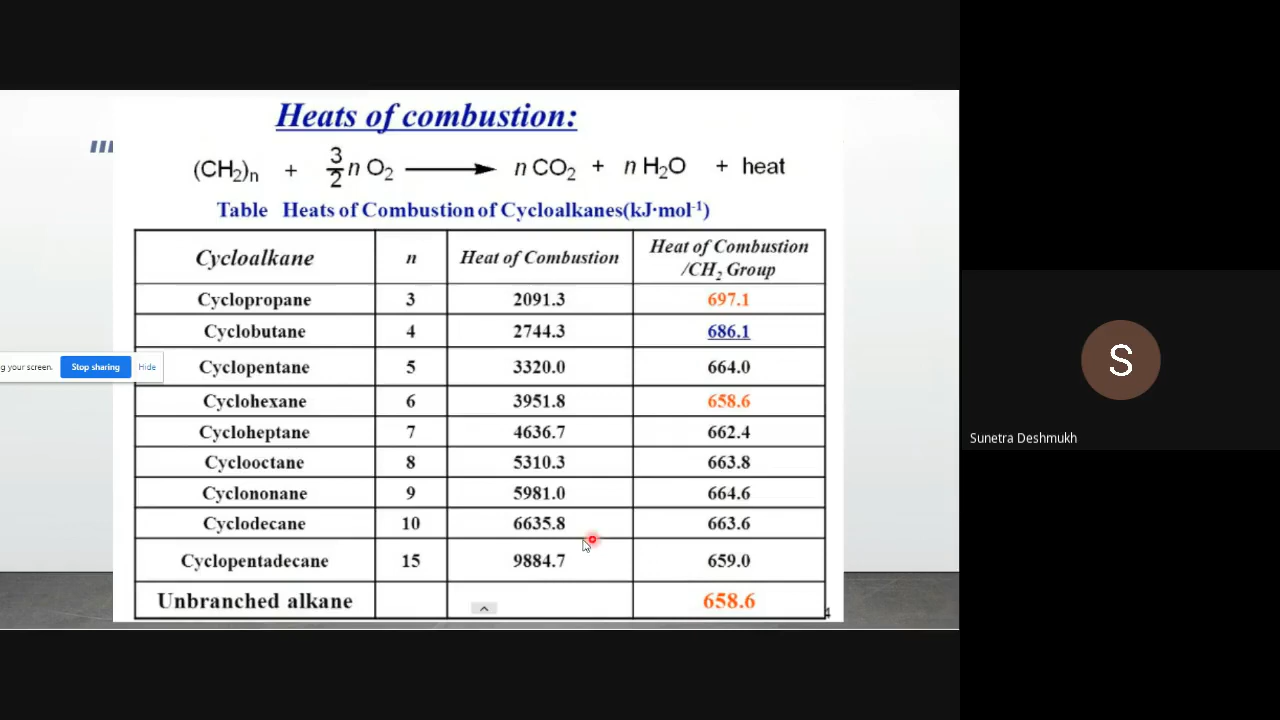 Heats of combustion:
(CH₂)n + 3/2 n O₂ → n CO₂ + n H₂O + heat
Table Heats of Combustion of Cycloalkanes(kJ·mol⁻¹)
Cycloalkane n Heat of Combustion Heat of Combustion /CH₂ Group
Cyclopropane 3 2091.3 697.1
Cyclobutane 4 2744.3 686.1
Cyclopentane 5 3320.0 664.0
Cyclohexane 6 3951.8 658.6
Cycloheptane 7 4636.7 662.4
Cyclooctane 8 5310.3 663.8
Cyclononane 9 5981.0 664.6
Cyclodecane 10 6635.8 663.6
Cyclopentadecane 15 9884.7 659.0
Unbranched alkane 658.6
4
g your screen. Stop sharing Hide
S
Sunetra Deshmukh